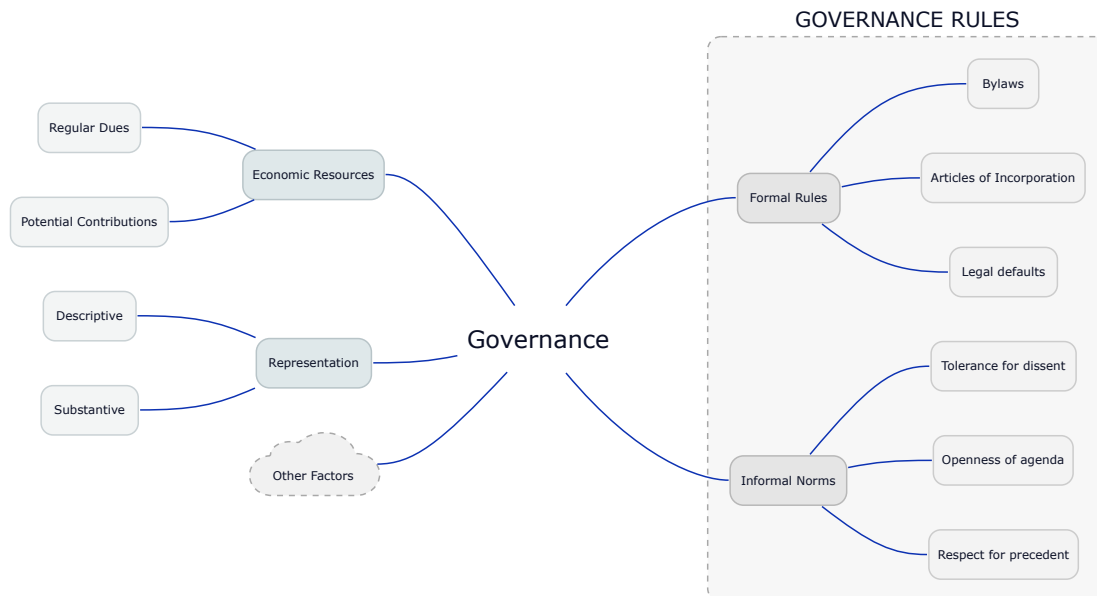 GOVERNANCE RULES
Bylaws
Regular Dues
Economic Resources
Articles of Incorporation
Formal Rules
Potential Contributions
Legal defaults
Descriptive
Governance
Representation
Tolerance for dissent
Substantive
Openness of agenda
Other Factors
Informal Norms
Respect for precedent